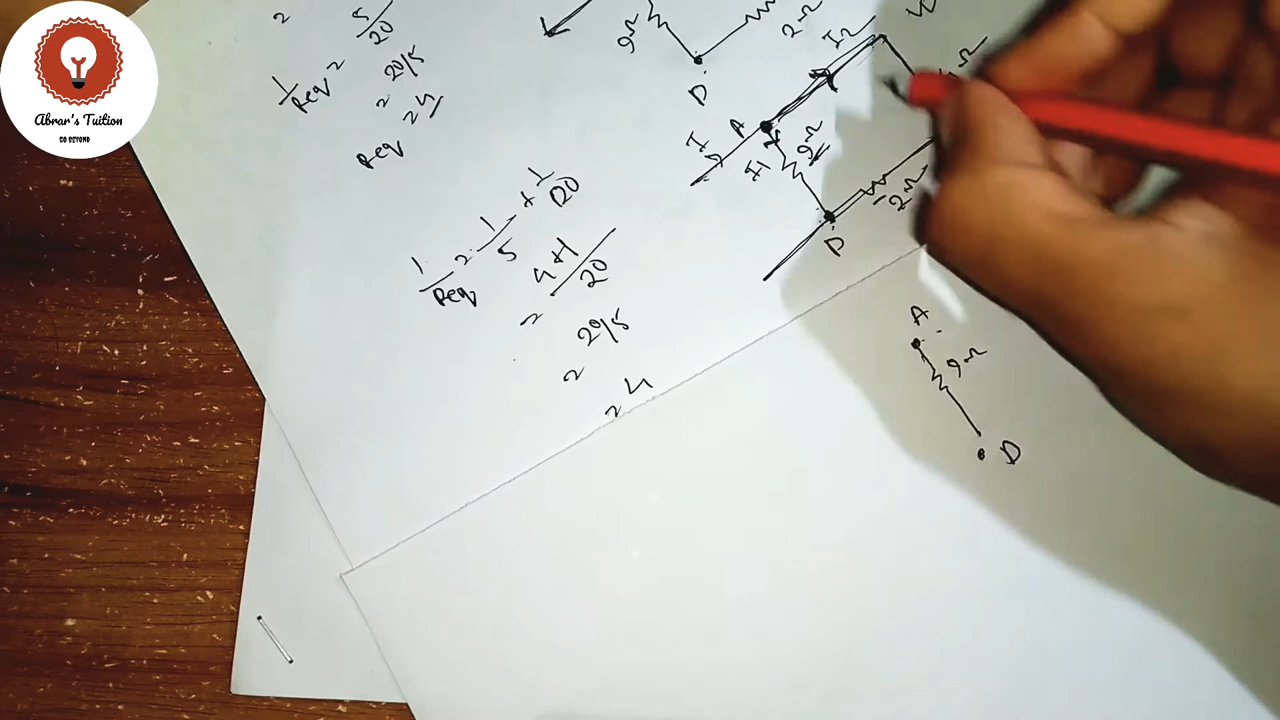 Abrar's Tuition
GO BEYOND
2 5/20
1/Req = 20/5
= 4
Req
1/Req = 1/5 + 1/20
= 4+1/20
= 20/5
= 4
9Ω
2Ω
D
I
A
I₁
9Ω
I₂
2Ω
D
A
9Ω
D